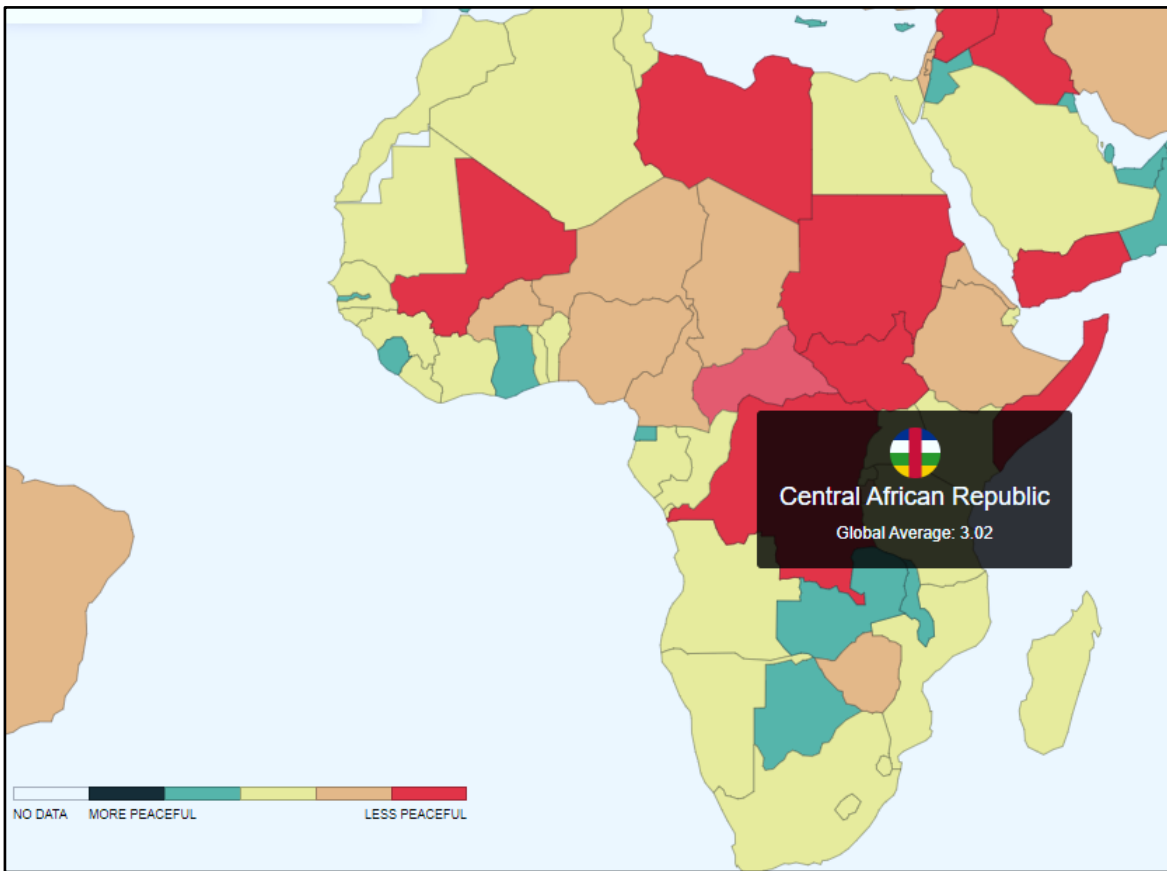 Central African Republic
Global Average: 3.02
NO DATA MORE PEACEFUL LESS PEACEFUL